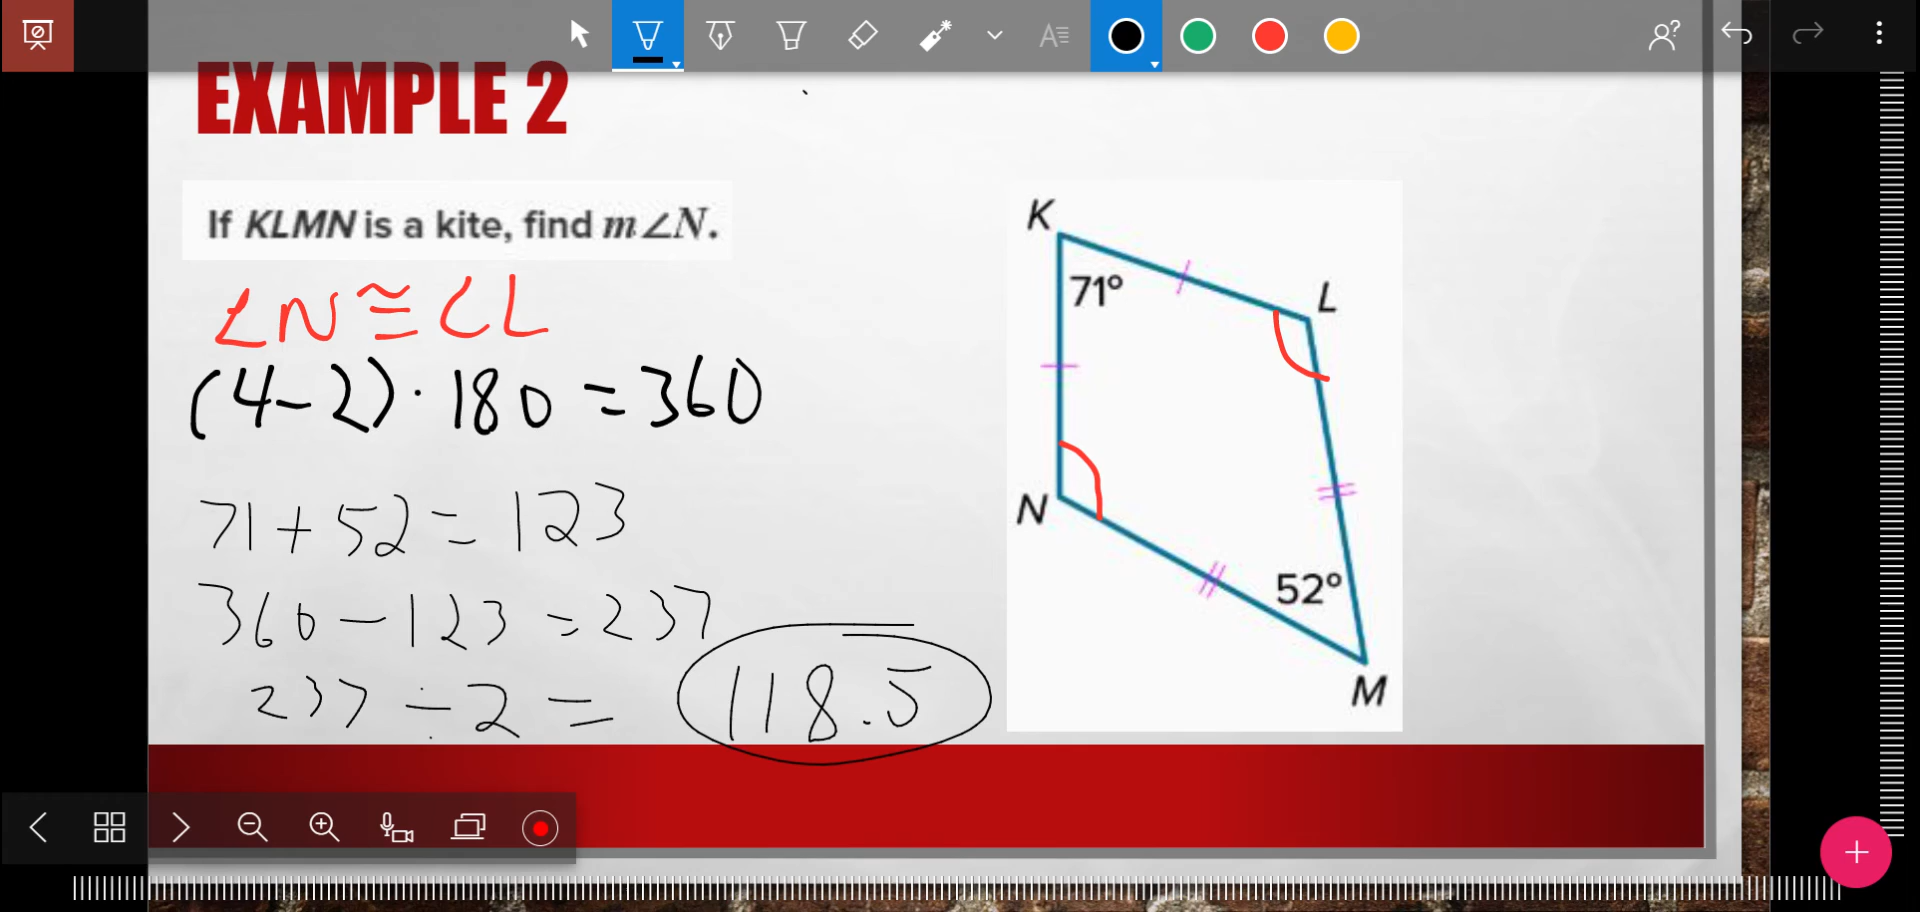 EXAMPLE 2
If KLMN is a kite, find m∠N.
∠N ≅ ∠L
(4-2)·180 = 360
71 + 52 = 123
360 - 123 = 237
237 ÷ 2 = 118.5
K
71°
L
N
52°
M